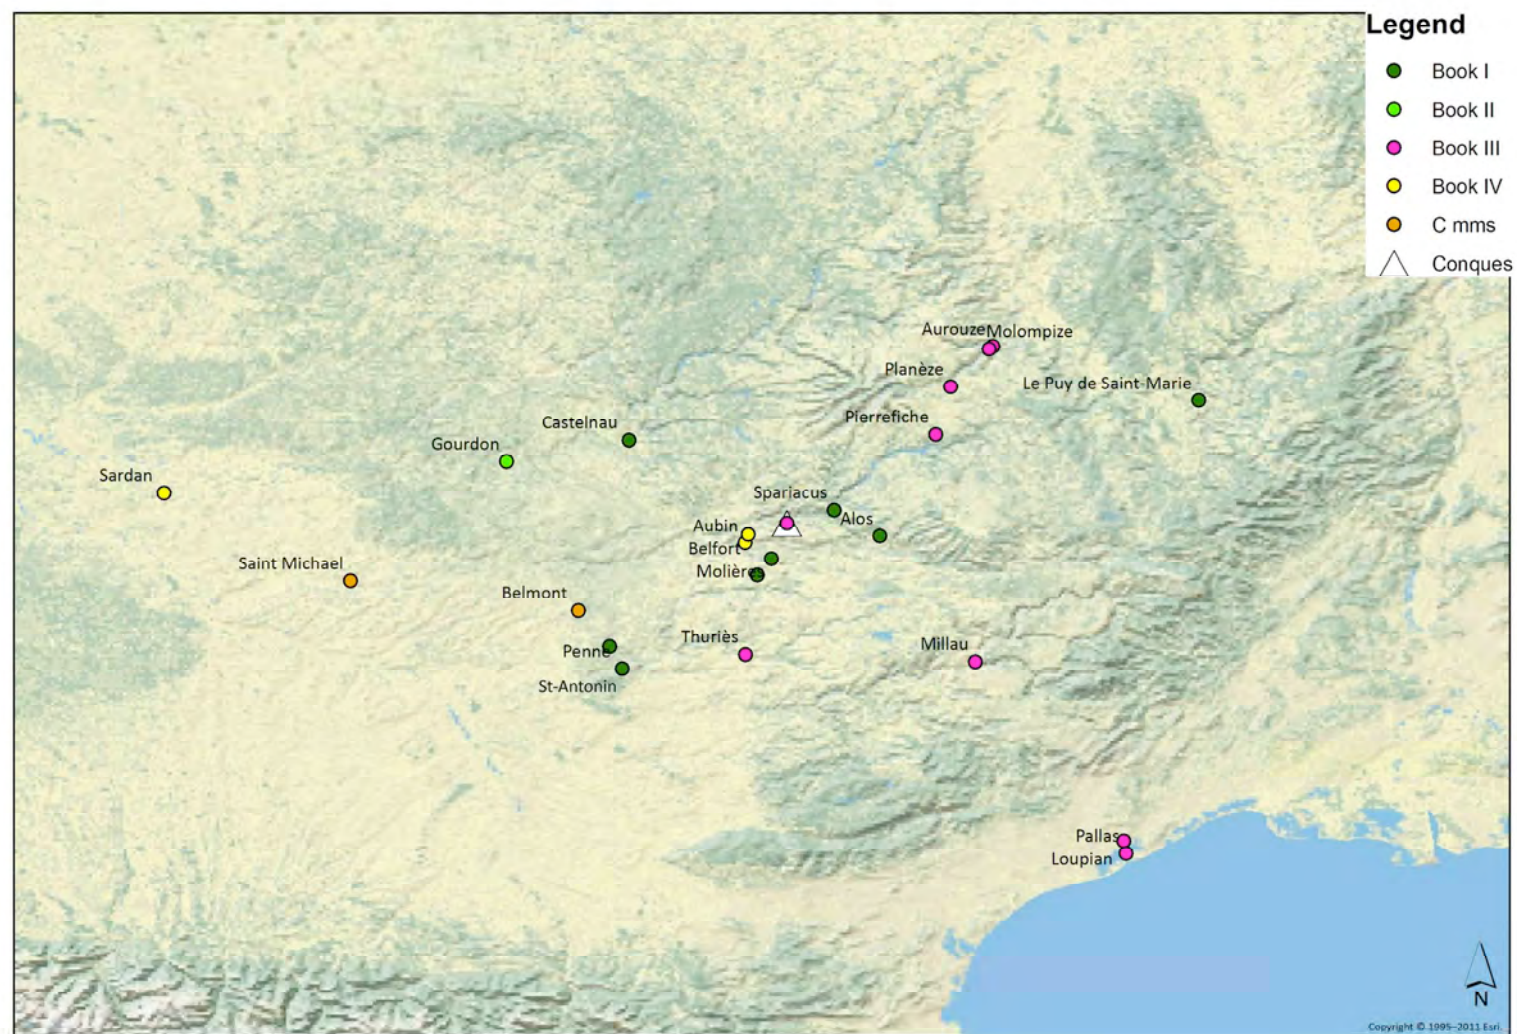 Legend
Book I
Book II
Book III
Book IV
C mms
Conques
Aurouze
Molompize
Planèze
Le Puy de Saint-Marie
Pierrefiche
Castelnau
Gourdon
Sardan
Spariacus
Alos
Aubin
Belfort
Molières
Saint Michael
Belmont
Penne
St-Antonin
Thuriès
Millau
Pallas
Loupian
N
Copyright © 1995–2011 Esri.